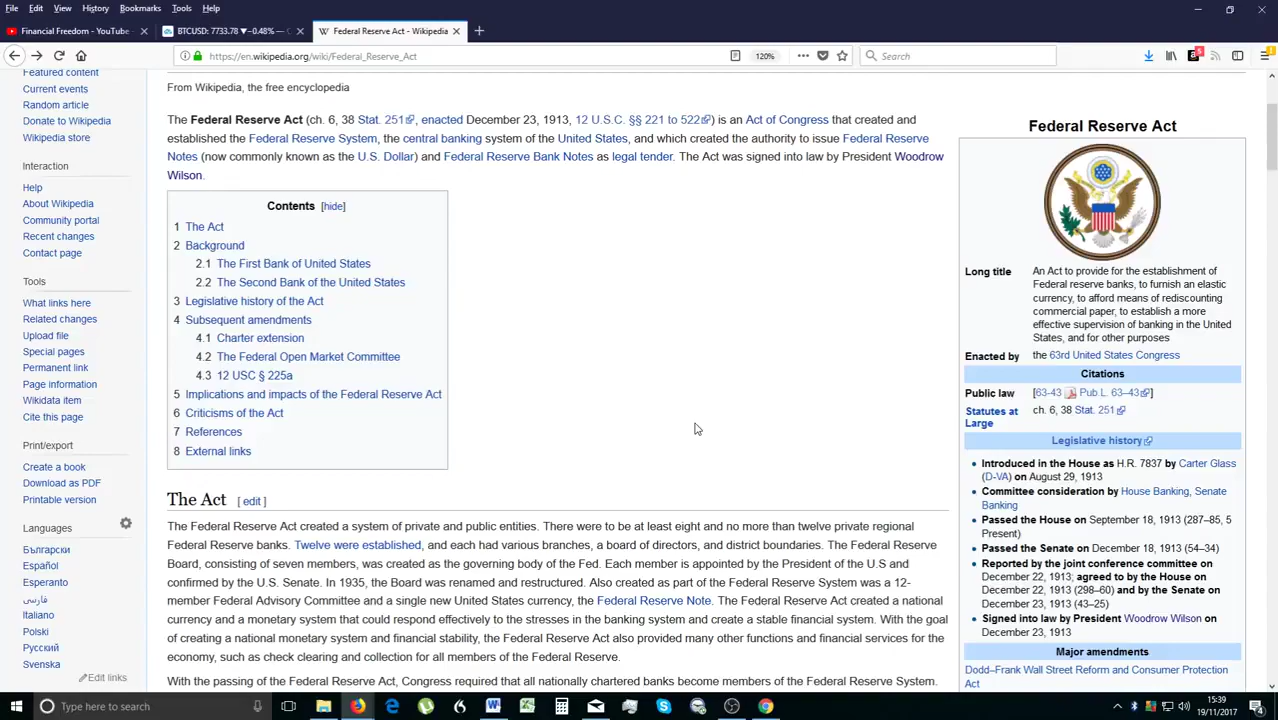 File Edit View History Bookmarks Tools Help
Financial Freedom - YouTube
BTCUSD: 7733.78 ▼−0.48% —
Federal Reserve Act - Wikipedia
https://en.wikipedia.org/wiki/Federal_Reserve_Act
120%
Search
Featured content
Current events
Random article
Donate to Wikipedia
Wikipedia store
Interaction
Help
About Wikipedia
Community portal
Recent changes
Contact page
Tools
What links here
Related changes
Upload file
Special pages
Permanent link
Page information
Wikidata item
Cite this page
Print/export
Create a book
Download as PDF
Printable version
Languages
Български
Español
Esperanto
فارسی
Italiano
Polski
Русский
Svenska
Edit links
From Wikipedia, the free encyclopedia
The Federal Reserve Act (ch. 6, 38 Stat. 251, enacted December 23, 1913, 12 U.S.C. §§ 221 to 522) is an Act of Congress that created and
established the Federal Reserve System, the central banking system of the United States, and which created the authority to issue Federal Reserve
Notes (now commonly known as the U.S. Dollar) and Federal Reserve Bank Notes as legal tender. The Act was signed into law by President Woodrow
Wilson.
Contents [hide]
1 The Act
2 Background
2.1 The First Bank of United States
2.2 The Second Bank of the United States
3 Legislative history of the Act
4 Subsequent amendments
4.1 Charter extension
4.2 The Federal Open Market Committee
4.3 12 USC § 225a
5 Implications and impacts of the Federal Reserve Act
6 Criticisms of the Act
7 References
8 External links
The Act [ edit ]
The Federal Reserve Act created a system of private and public entities. There were to be at least eight and no more than twelve private regional
Federal Reserve banks. Twelve were established, and each had various branches, a board of directors, and district boundaries. The Federal Reserve
Board, consisting of seven members, was created as the governing body of the Fed. Each member is appointed by the President of the U.S and
confirmed by the U.S. Senate. In 1935, the Board was renamed and restructured. Also created as part of the Federal Reserve System was a 12-
member Federal Advisory Committee and a single new United States currency, the Federal Reserve Note. The Federal Reserve Act created a national
currency and a monetary system that could respond effectively to the stresses in the banking system and create a stable financial system. With the goal
of creating a national monetary system and financial stability, the Federal Reserve Act also provided many other functions and financial services for the
economy, such as check clearing and collection for all members of the Federal Reserve.
With the passing of the Federal Reserve Act, Congress required that all nationally chartered banks become members of the Federal Reserve System.
Federal Reserve Act
Long title An Act to provide for the establishment of
Federal reserve banks, to furnish an elastic
currency, to afford means of rediscounting
commercial paper, to establish a more
effective supervision of banking in the United
States, and for other purposes
Enacted by the 63rd United States Congress
Citations
Public law [63-43 Pub.L. 63–43]
Statutes at Large ch. 6, 38 Stat. 251
Legislative history
Introduced in the House as H.R. 7837 by Carter Glass
(D-VA) on August 29, 1913
Committee consideration by House Banking, Senate
Banking
Passed the House on September 18, 1913 (287–85, 5
Present)
Passed the Senate on December 18, 1913 (54–34)
Reported by the joint conference committee on
December 22, 1913; agreed to by the House on
December 22, 1913 (298–60) and by the Senate on
December 23, 1913 (43–25)
Signed into law by President Woodrow Wilson on
December 23, 1913
Major amendments
Dodd–Frank Wall Street Reform and Consumer Protection
Act
Type here to search
15:39
19/11/2017